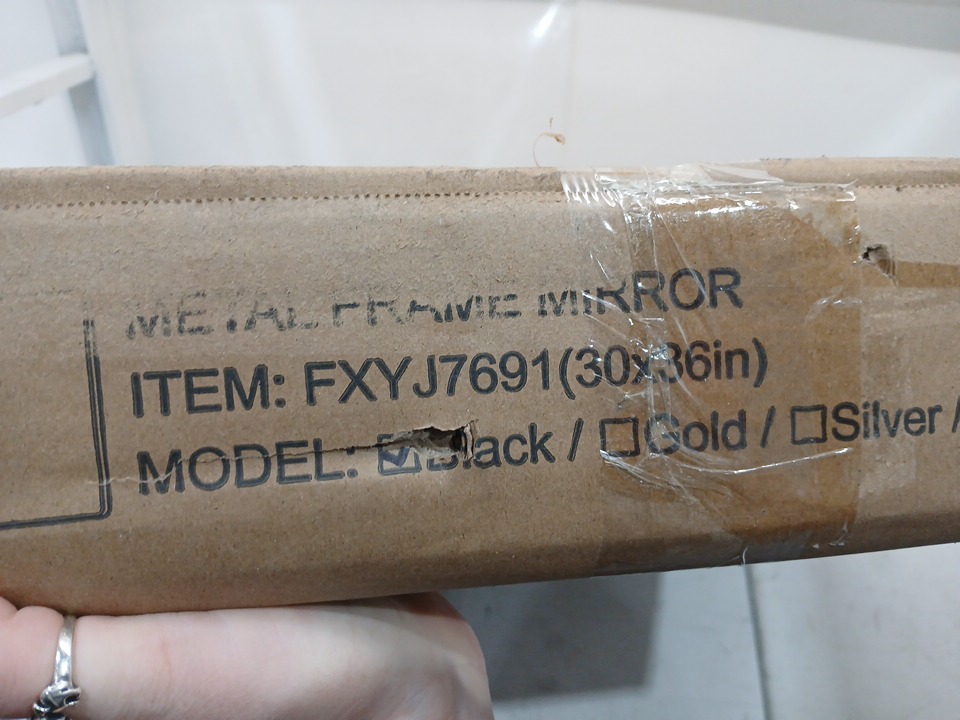 METAL FRAME MIRROR
ITEM: FXYJ7691(30x36in)
MODEL: ☑Black / ☐Gold / ☐Silver /